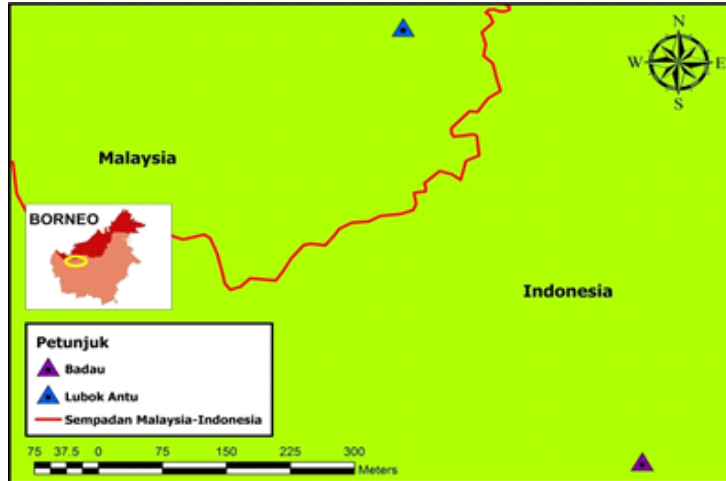 N
W E
S
Malaysia
BORNEO
Indonesia
Petunjuk
Badau
Lubok Antu
Sempadan Malaysia-Indonesia
75 37.5 0 75 150 225 300
Meters